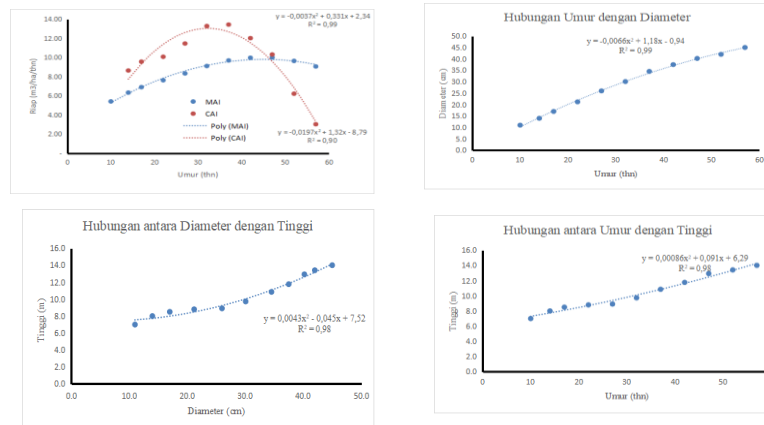 y = -0,0037x² + 0,331x + 2,34
R² = 0,99
14.00
12.00
10.00
8.00
6.00
4.00
2.00
-
Riap (m3/ha/thn)
MAI
CAI
Poly (MAI)
Poly (CAI)
y = -0,0197x² + 1,32x - 8,79
R² = 0,90
0 10 20 30 40 50 60 70
Umur (thn)
Hubungan Umur dengan Diameter
y = -0,0066x² + 1,18x - 0,94
R² = 0,99
50.0
45.0
40.0
35.0
30.0
25.0
20.0
15.0
10.0
5.0
0.0
Diameter (cm)
0 10 20 30 40 50 60
Umur (thn)
Hubungan antara Diameter dengan Tinggi
16.0
14.0
12.0
10.0
8.0
6.0
4.0
2.0
0.0
Tinggi (m)
y = 0,0043x² - 0,045x + 7,52
R² = 0,98
0.0 10.0 20.0 30.0 40.0 50.0
Diameter (cm)
Hubungan antara Umur dengan Tinggi
y = 0,00086x² + 0,091x + 6,29
R² = 0,98
16.0
14.0
12.0
10.0
8.0
6.0
4.0
2.0
0.0
Tinggi (m)
0 10 20 30 40 50
Umur (thn)